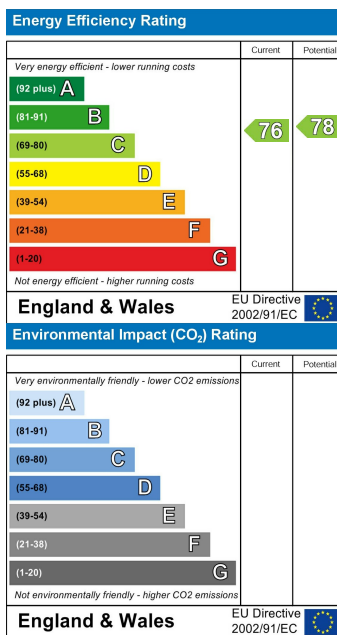 Energy Efficiency Rating
Current Potential
Very energy efficient - lower running costs
(92 plus) A
(81-91) B
(69-80) C
(55-68) D
(39-54) E
(21-38) F
(1-20) G
76 78
Not energy efficient - higher running costs
England & Wales
EU Directive
2002/91/EC
Environmental Impact (CO₂) Rating
Current Potential
Very environmentally friendly - lower CO2 emissions
(92 plus) A
(81-91) B
(69-80) C
(55-68) D
(39-54) E
(21-38) F
(1-20) G
Not environmentally friendly - higher CO2 emissions
England & Wales
EU Directive
2002/91/EC